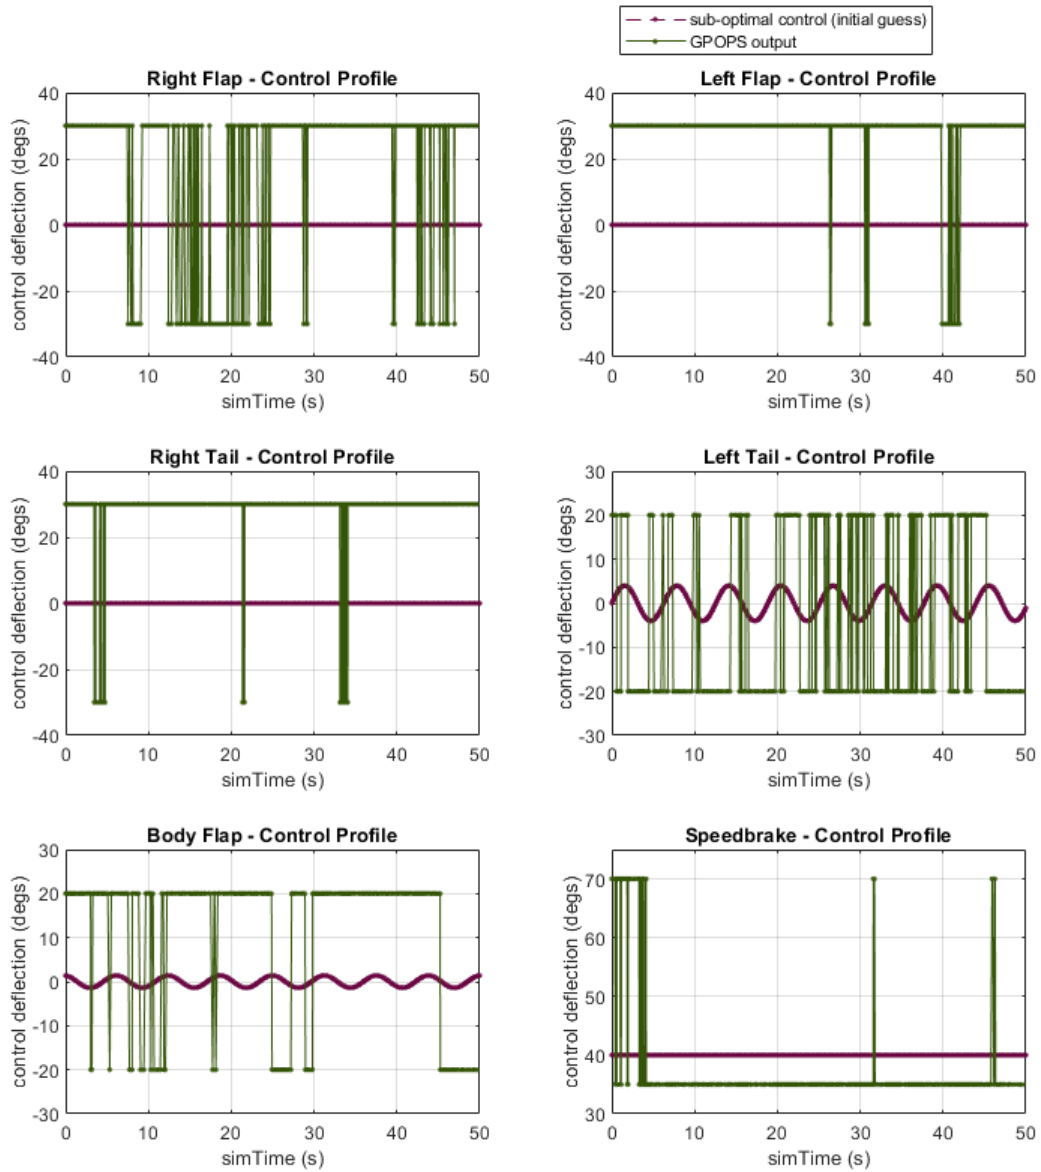 sub-optimal control (initial guess)
GPOPS output
Right Flap - Control Profile
control deflection (degs)
40
20
0
-20
-40
0 10 20 30 40 50
simTime (s)
Left Flap - Control Profile
control deflection (degs)
40
20
0
-20
-40
0 10 20 30 40 50
simTime (s)
Right Tail - Control Profile
control deflection (degs)
40
20
0
-20
-40
0 10 20 30 40 50
simTime (s)
Left Tail - Control Profile
control deflection (degs)
30
20
10
0
-10
-20
-30
0 10 20 30 40 50
simTime (s)
Body Flap - Control Profile
control deflection (degs)
30
20
10
0
-10
-20
-30
0 10 20 30 40 50
simTime (s)
Speedbrake - Control Profile
control deflection (degs)
70
60
50
40
30
0 10 20 30 40 50
simTime (s)